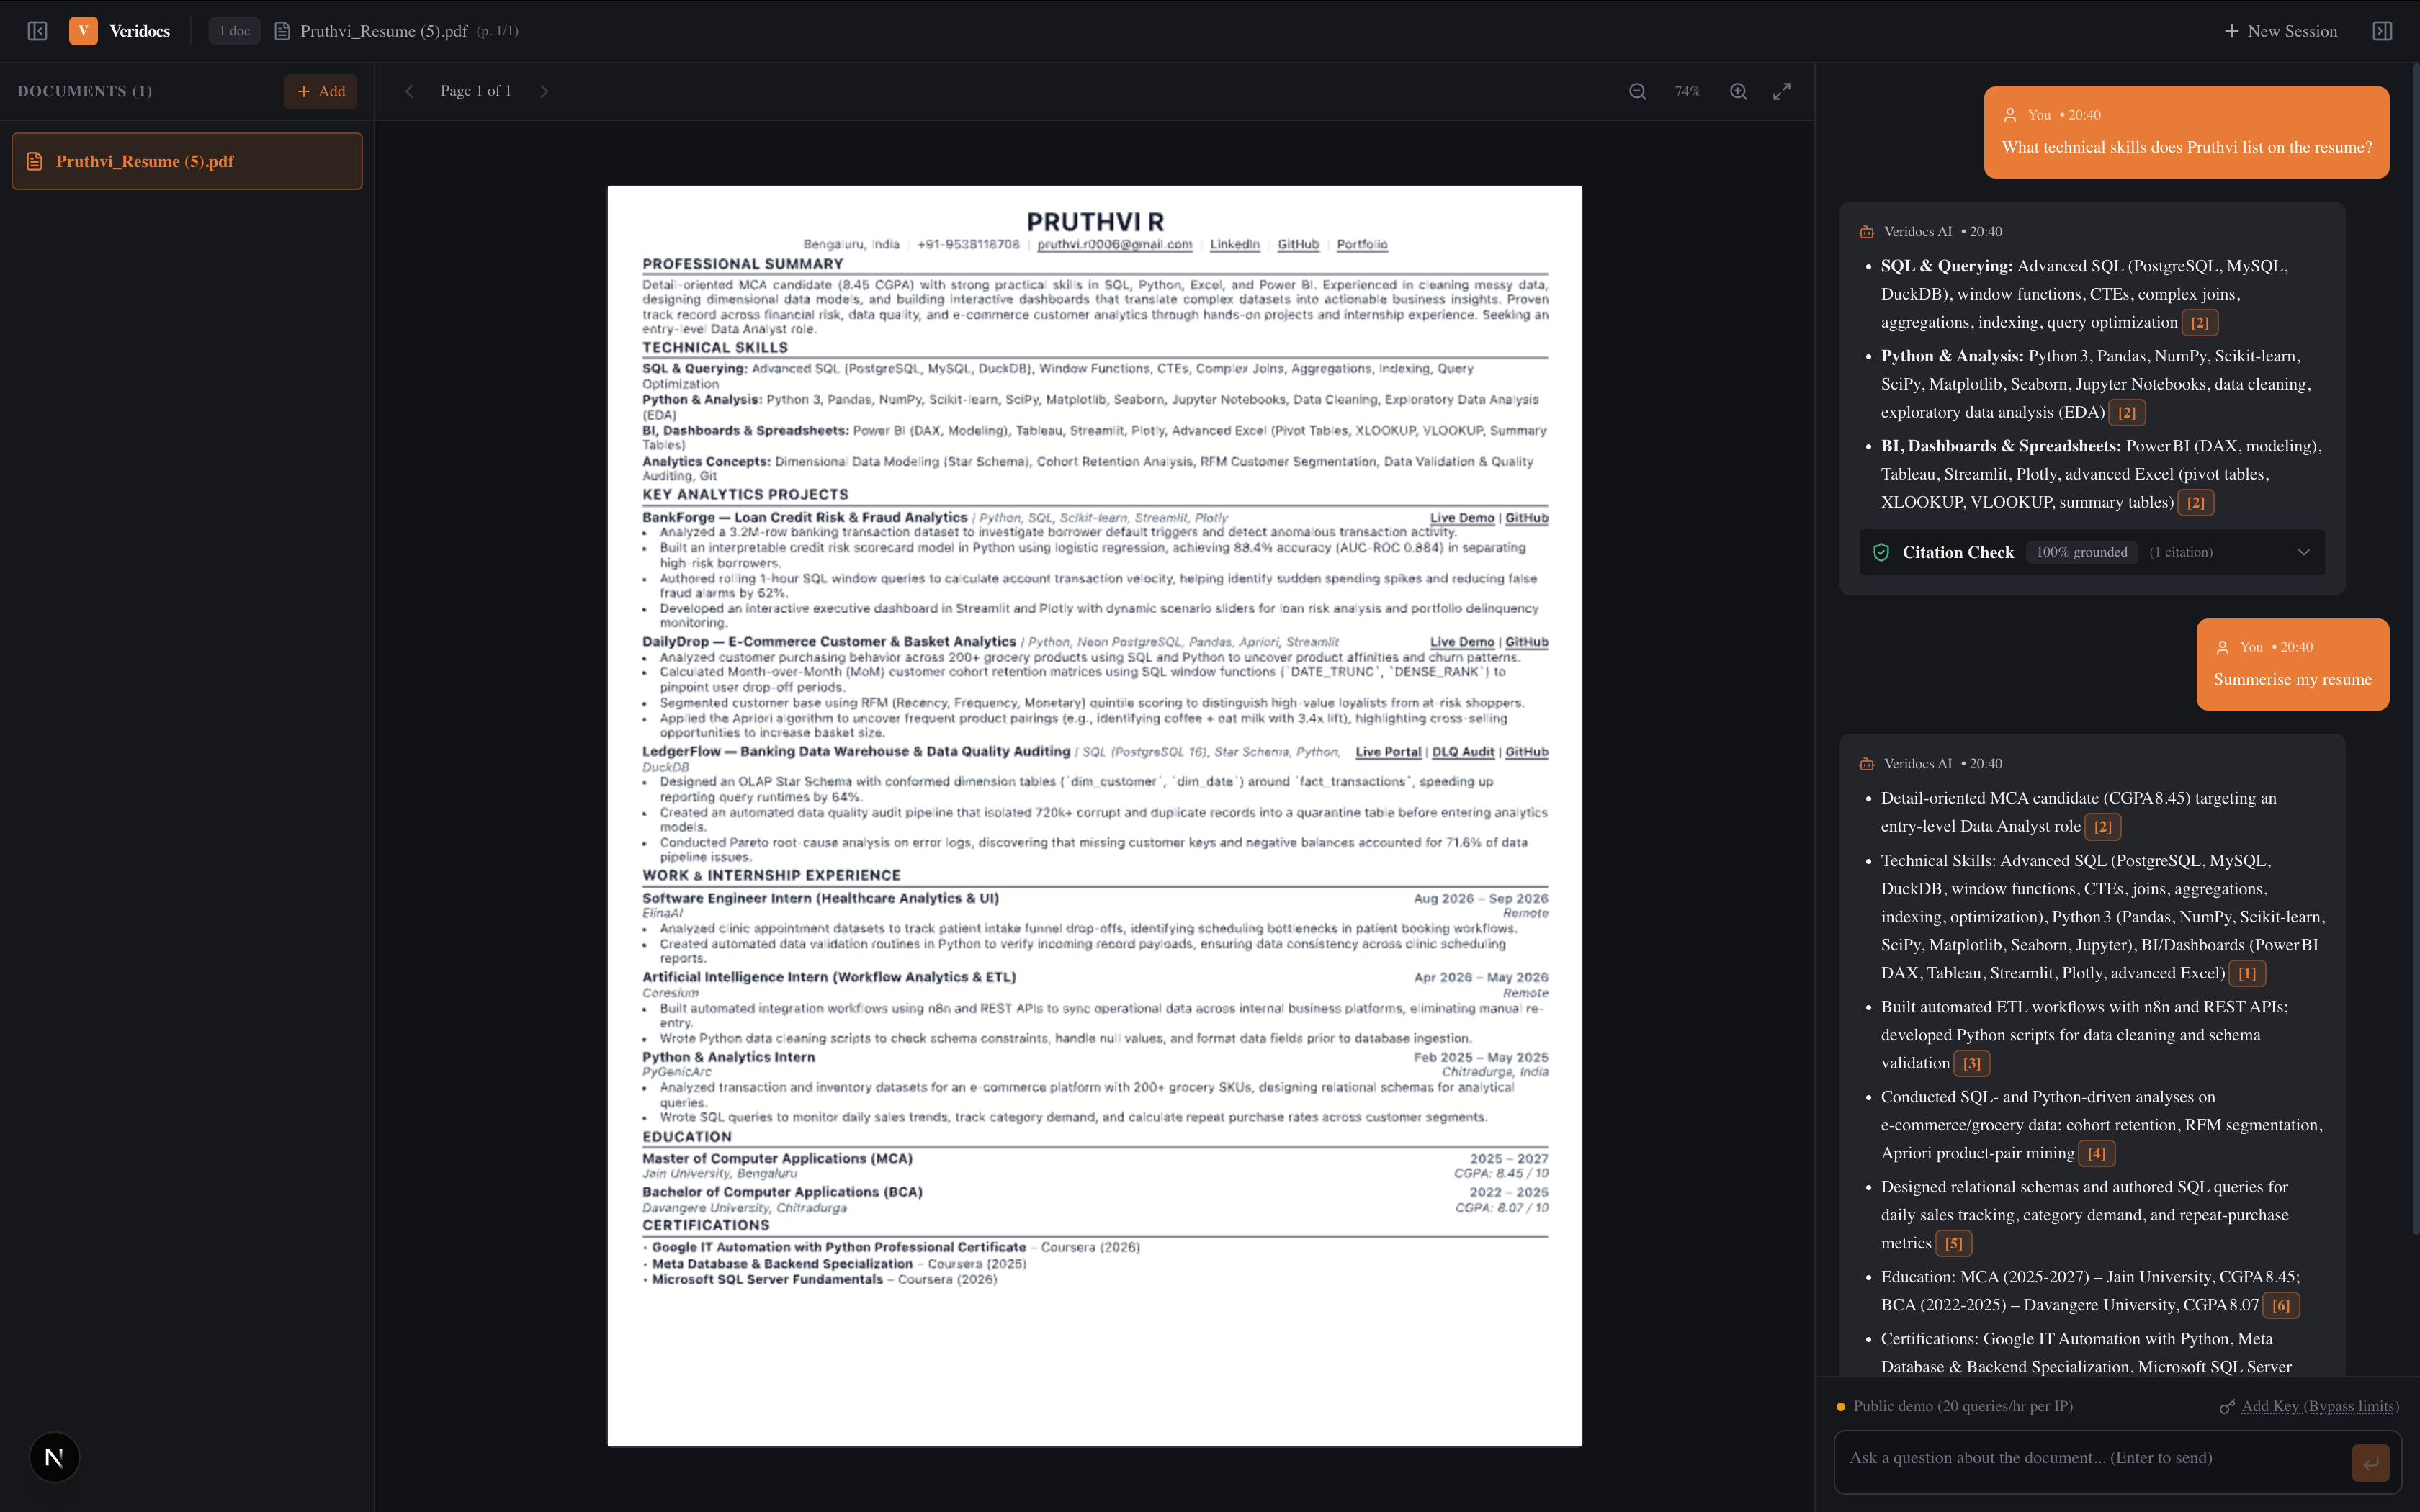 V Veridocs 1 doc Pruthvi_Resume (5).pdf (p. 1/1)
+ New Session
DOCUMENTS (1) + Add
Pruthvi_Resume (5).pdf
Page 1 of 1
74%
PRUTHVI R
Bengaluru, India | +91-9538118708 | pruthvi.r0006@gmail.com | LinkedIn | GitHub | Portfolio
PROFESSIONAL SUMMARY
Detail-oriented MCA candidate (8.45 CGPA) with strong practical skills in SQL, Python, Excel, and Power BI. Experienced in cleaning messy data,
designing dimensional data models, and building interactive dashboards that translate complex datasets into actionable business insights. Proven
track record across financial risk, data quality, and e-commerce customer analytics through hands-on projects and internship experience. Seeking an
entry-level Data Analyst role.
TECHNICAL SKILLS
SQL & Querying: Advanced SQL (PostgreSQL, MySQL, DuckDB), Window Functions, CTEs, Complex Joins, Aggregations, Indexing, Query
Optimization
Python & Analysis: Python 3, Pandas, NumPy, Scikit-learn, SciPy, Matplotlib, Seaborn, Jupyter Notebooks, Data Cleaning, Exploratory Data Analysis
(EDA)
BI, Dashboards & Spreadsheets: Power BI (DAX, Modeling), Tableau, Streamlit, Plotly, Advanced Excel (Pivot Tables, XLOOKUP, VLOOKUP, Summary
Tables)
Analytics Concepts: Dimensional Data Modeling (Star Schema), Cohort Retention Analysis, RFM Customer Segmentation, Data Validation & Quality
Auditing, Git
KEY ANALYTICS PROJECTS
BankForge — Loan Credit Risk & Fraud Analytics | Python, SQL, Scikit-learn, Streamlit, Plotly Live Demo | GitHub
• Analyzed a 3.2M-row banking transaction dataset to investigate borrower default triggers and detect anomalous transaction activity.
• Built an interpretable credit risk scorecard model in Python using logistic regression, achieving 88.4% accuracy (AUC-ROC 0.884) in separating
high-risk borrowers.
• Authored rolling 1-hour SQL window queries to calculate account transaction velocity, helping identify sudden spending spikes and reducing false
fraud alarms by 62%.
• Developed an interactive executive dashboard in Streamlit and Plotly with dynamic scenario sliders for loan risk analysis and portfolio delinquency
monitoring.
DailyDrop — E-Commerce Customer & Basket Analytics | Python, Neon PostgreSQL, Pandas, Apriori, Streamlit Live Demo | GitHub
• Analyzed customer purchasing behavior across 200+ grocery products using SQL and Python to uncover product affinities and churn patterns.
• Calculated Month-over-Month (MoM) customer cohort retention matrices using SQL window functions (`DATE_TRUNC`, `DENSE_RANK`) to
pinpoint user drop-off periods.
• Segmented customer base using RFM (Recency, Frequency, Monetary) quintile scoring to distinguish high-value loyalists from at-risk shoppers.
• Applied the Apriori algorithm to uncover frequent product pairings (e.g., identifying coffee + oat milk with 3.4x lift), highlighting cross-selling
opportunities to increase basket size.
LedgerFlow — Banking Data Warehouse & Data Quality Auditing | SQL (PostgreSQL 16), Star Schema, Python, Live Portal | DLQ Audit | GitHub
DuckDB
• Designed an OLAP Star Schema with conformed dimension tables (`dim_customer`, `dim_date`) around `fact_transactions`, speeding up
reporting query runtimes by 64%.
• Created an automated data quality audit pipeline that isolated 720k+ corrupt and duplicate records into a quarantine table before entering analytics
models.
• Conducted Pareto root-cause analysis on error logs, discovering that missing customer keys and negative balances accounted for 71.6% of data
pipeline issues.
WORK & INTERNSHIP EXPERIENCE
Software Engineer Intern (Healthcare Analytics & UI) Aug 2026 – Sep 2026
ElinaAI Remote
• Analyzed clinic appointment datasets to track patient intake funnel drop-offs, identifying scheduling bottlenecks in patient booking workflows.
• Created automated data validation routines in Python to verify incoming record payloads, ensuring data consistency across clinic scheduling
reports.
Artificial Intelligence Intern (Workflow Analytics & ETL) Apr 2026 – May 2026
Coresium Remote
• Built automated integration workflows using n8n and REST APIs to sync operational data across internal business platforms, eliminating manual re-
entry.
• Wrote Python data cleaning scripts to check schema constraints, handle null values, and format data fields prior to database ingestion.
Python & Analytics Intern Feb 2025 – May 2025
PyGenicArc Chitradurga, India
• Analyzed transaction and inventory datasets for an e-commerce platform with 200+ grocery SKUs, designing relational schemas for analytical
queries.
• Wrote SQL queries to monitor daily sales trends, track category demand, and calculate repeat purchase rates across customer segments.
EDUCATION
Master of Computer Applications (MCA) 2025 – 2027
Jain University, Bengaluru CGPA: 8.45 / 10
Bachelor of Computer Applications (BCA) 2022 – 2025
Davangere University, Chitradurga CGPA: 8.07 / 10
CERTIFICATIONS
• Google IT Automation with Python Professional Certificate – Coursera (2026)
• Meta Database & Backend Specialization – Coursera (2025)
• Microsoft SQL Server Fundamentals – Coursera (2026)
You • 20:40
What technical skills does Pruthvi list on the resume?
Veridocs AI • 20:40
• SQL & Querying: Advanced SQL (PostgreSQL, MySQL,
DuckDB), window functions, CTEs, complex joins,
aggregations, indexing, query optimization [2]
• Python & Analysis: Python 3, Pandas, NumPy, Scikit-learn,
SciPy, Matplotlib, Seaborn, Jupyter Notebooks, data cleaning,
exploratory data analysis (EDA) [2]
• BI, Dashboards & Spreadsheets: Power BI (DAX, modeling),
Tableau, Streamlit, Plotly, advanced Excel (pivot tables,
XLOOKUP, VLOOKUP, summary tables) [2]
Citation Check 100% grounded (1 citation)
You • 20:40
Summerise my resume
Veridocs AI • 20:40
• Detail-oriented MCA candidate (CGPA 8.45) targeting an
entry-level Data Analyst role [2]
• Technical Skills: Advanced SQL (PostgreSQL, MySQL,
DuckDB, window functions, CTEs, joins, aggregations,
indexing, optimization), Python 3 (Pandas, NumPy, Scikit-learn,
SciPy, Matplotlib, Seaborn, Jupyter), BI/Dashboards (Power BI
DAX, Tableau, Streamlit, Plotly, advanced Excel) [1]
• Built automated ETL workflows with n8n and REST APIs;
developed Python scripts for data cleaning and schema
validation [3]
• Conducted SQL- and Python-driven analyses on
e-commerce/grocery data: cohort retention, RFM segmentation,
Apriori product-pair mining [4]
• Designed relational schemas and authored SQL queries for
daily sales tracking, category demand, and repeat-purchase
metrics [5]
• Education: MCA (2025-2027) – Jain University, CGPA 8.45;
BCA (2022-2025) – Davangere University, CGPA 8.07 [6]
• Certifications: Google IT Automation with Python, Meta
Database & Backend Specialization, Microsoft SQL Server
Public demo (20 queries/hr per IP) Add Key (Bypass limits)
Ask a question about the document... (Enter to send)
N